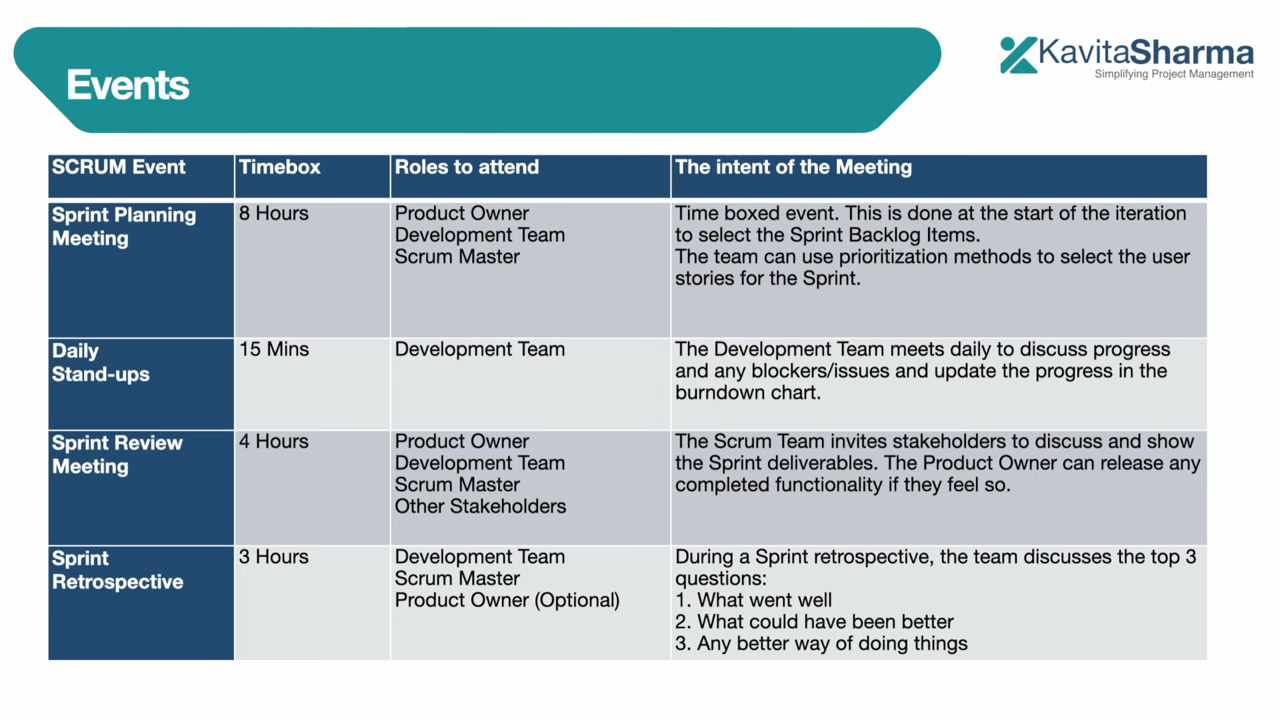 Events
KavitaSharma
Simplifying Project Management
SCRUM Event
Timebox
Roles to attend
The intent of the Meeting
Sprint Planning
Meeting
8 Hours
Product Owner
Development Team
Scrum Master
Time boxed event. This is done at the start of the iteration
to select the Sprint Backlog Items.
The team can use prioritization methods to select the user
stories for the Sprint.
Daily
Stand-ups
15 Mins
Development Team
The Development Team meets daily to discuss progress
and any blockers/issues and update the progress in the
burndown chart.
Sprint Review
Meeting
4 Hours
Product Owner
Development Team
Scrum Master
Other Stakeholders
The Scrum Team invites stakeholders to discuss and show
the Sprint deliverables. The Product Owner can release any
completed functionality if they feel so.
Sprint
Retrospective
3 Hours
Development Team
Scrum Master
Product Owner (Optional)
During a Sprint retrospective, the team discusses the top 3
questions:
1. What went well
2. What could have been better
3. Any better way of doing things